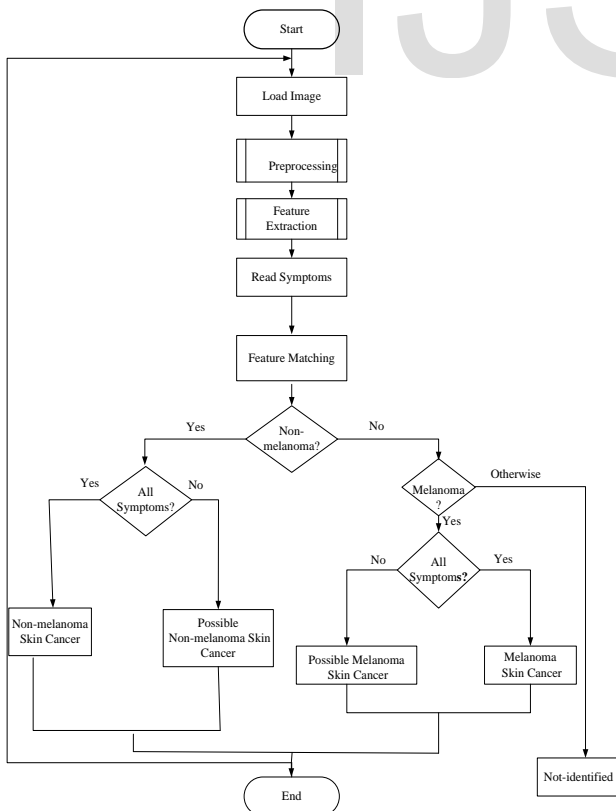 IJS
Start
Load Image
Preprocessing
Feature
Extraction
Read Symptoms
Feature Matching
Yes
Non-
melanoma?
No
Yes
All
Symptoms?
No
Melanoma
?
Otherwise
Yes
No
All
Symptoms?
Yes
Non-melanoma
Skin Cancer
Possible
Non-melanoma Skin
Cancer
Possible Melanoma
Skin Cancer
Melanoma
Skin Cancer
Not-identified
End